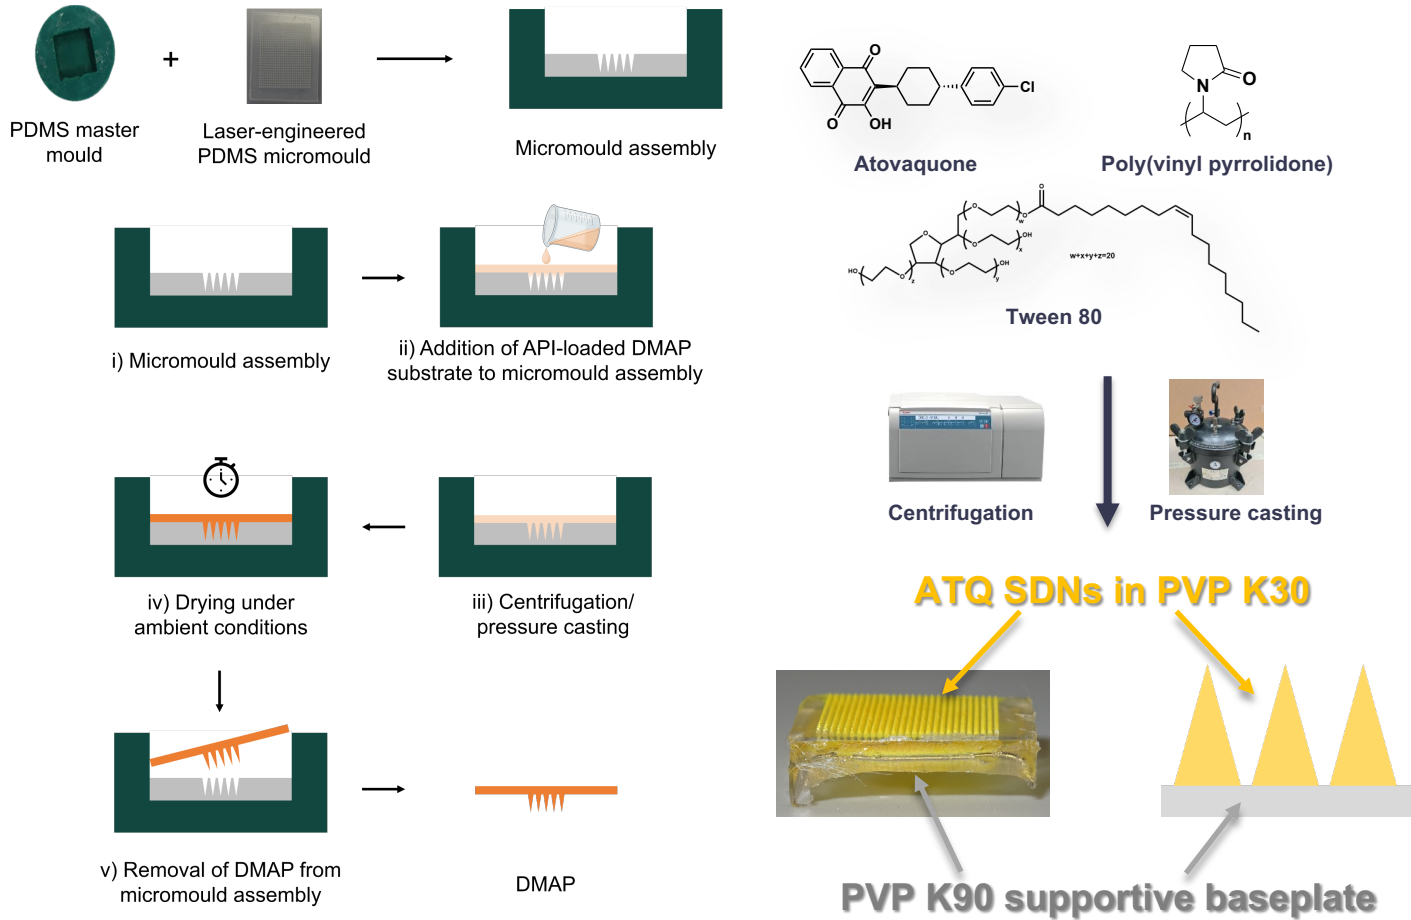 PDMS master
mould
+
Laser-engineered
PDMS micromould
Micromould assembly
i) Micromould assembly
ii) Addition of API-loaded DMAP
substrate to micromould assembly
iv) Drying under
ambient conditions
iii) Centrifugation/
pressure casting
v) Removal of DMAP from
micromould assembly
DMAP
O
O
OH
Cl
Atovaquone
N
O
n
Poly(vinyl pyrrolidone)
O
O
w
O
O
OH
x
O
HO
O
z
O
OH
y
w+x+y+z=20
Tween 80
Centrifugation
Pressure casting
ATQ SDNs in PVP K30
PVP K90 supportive baseplate